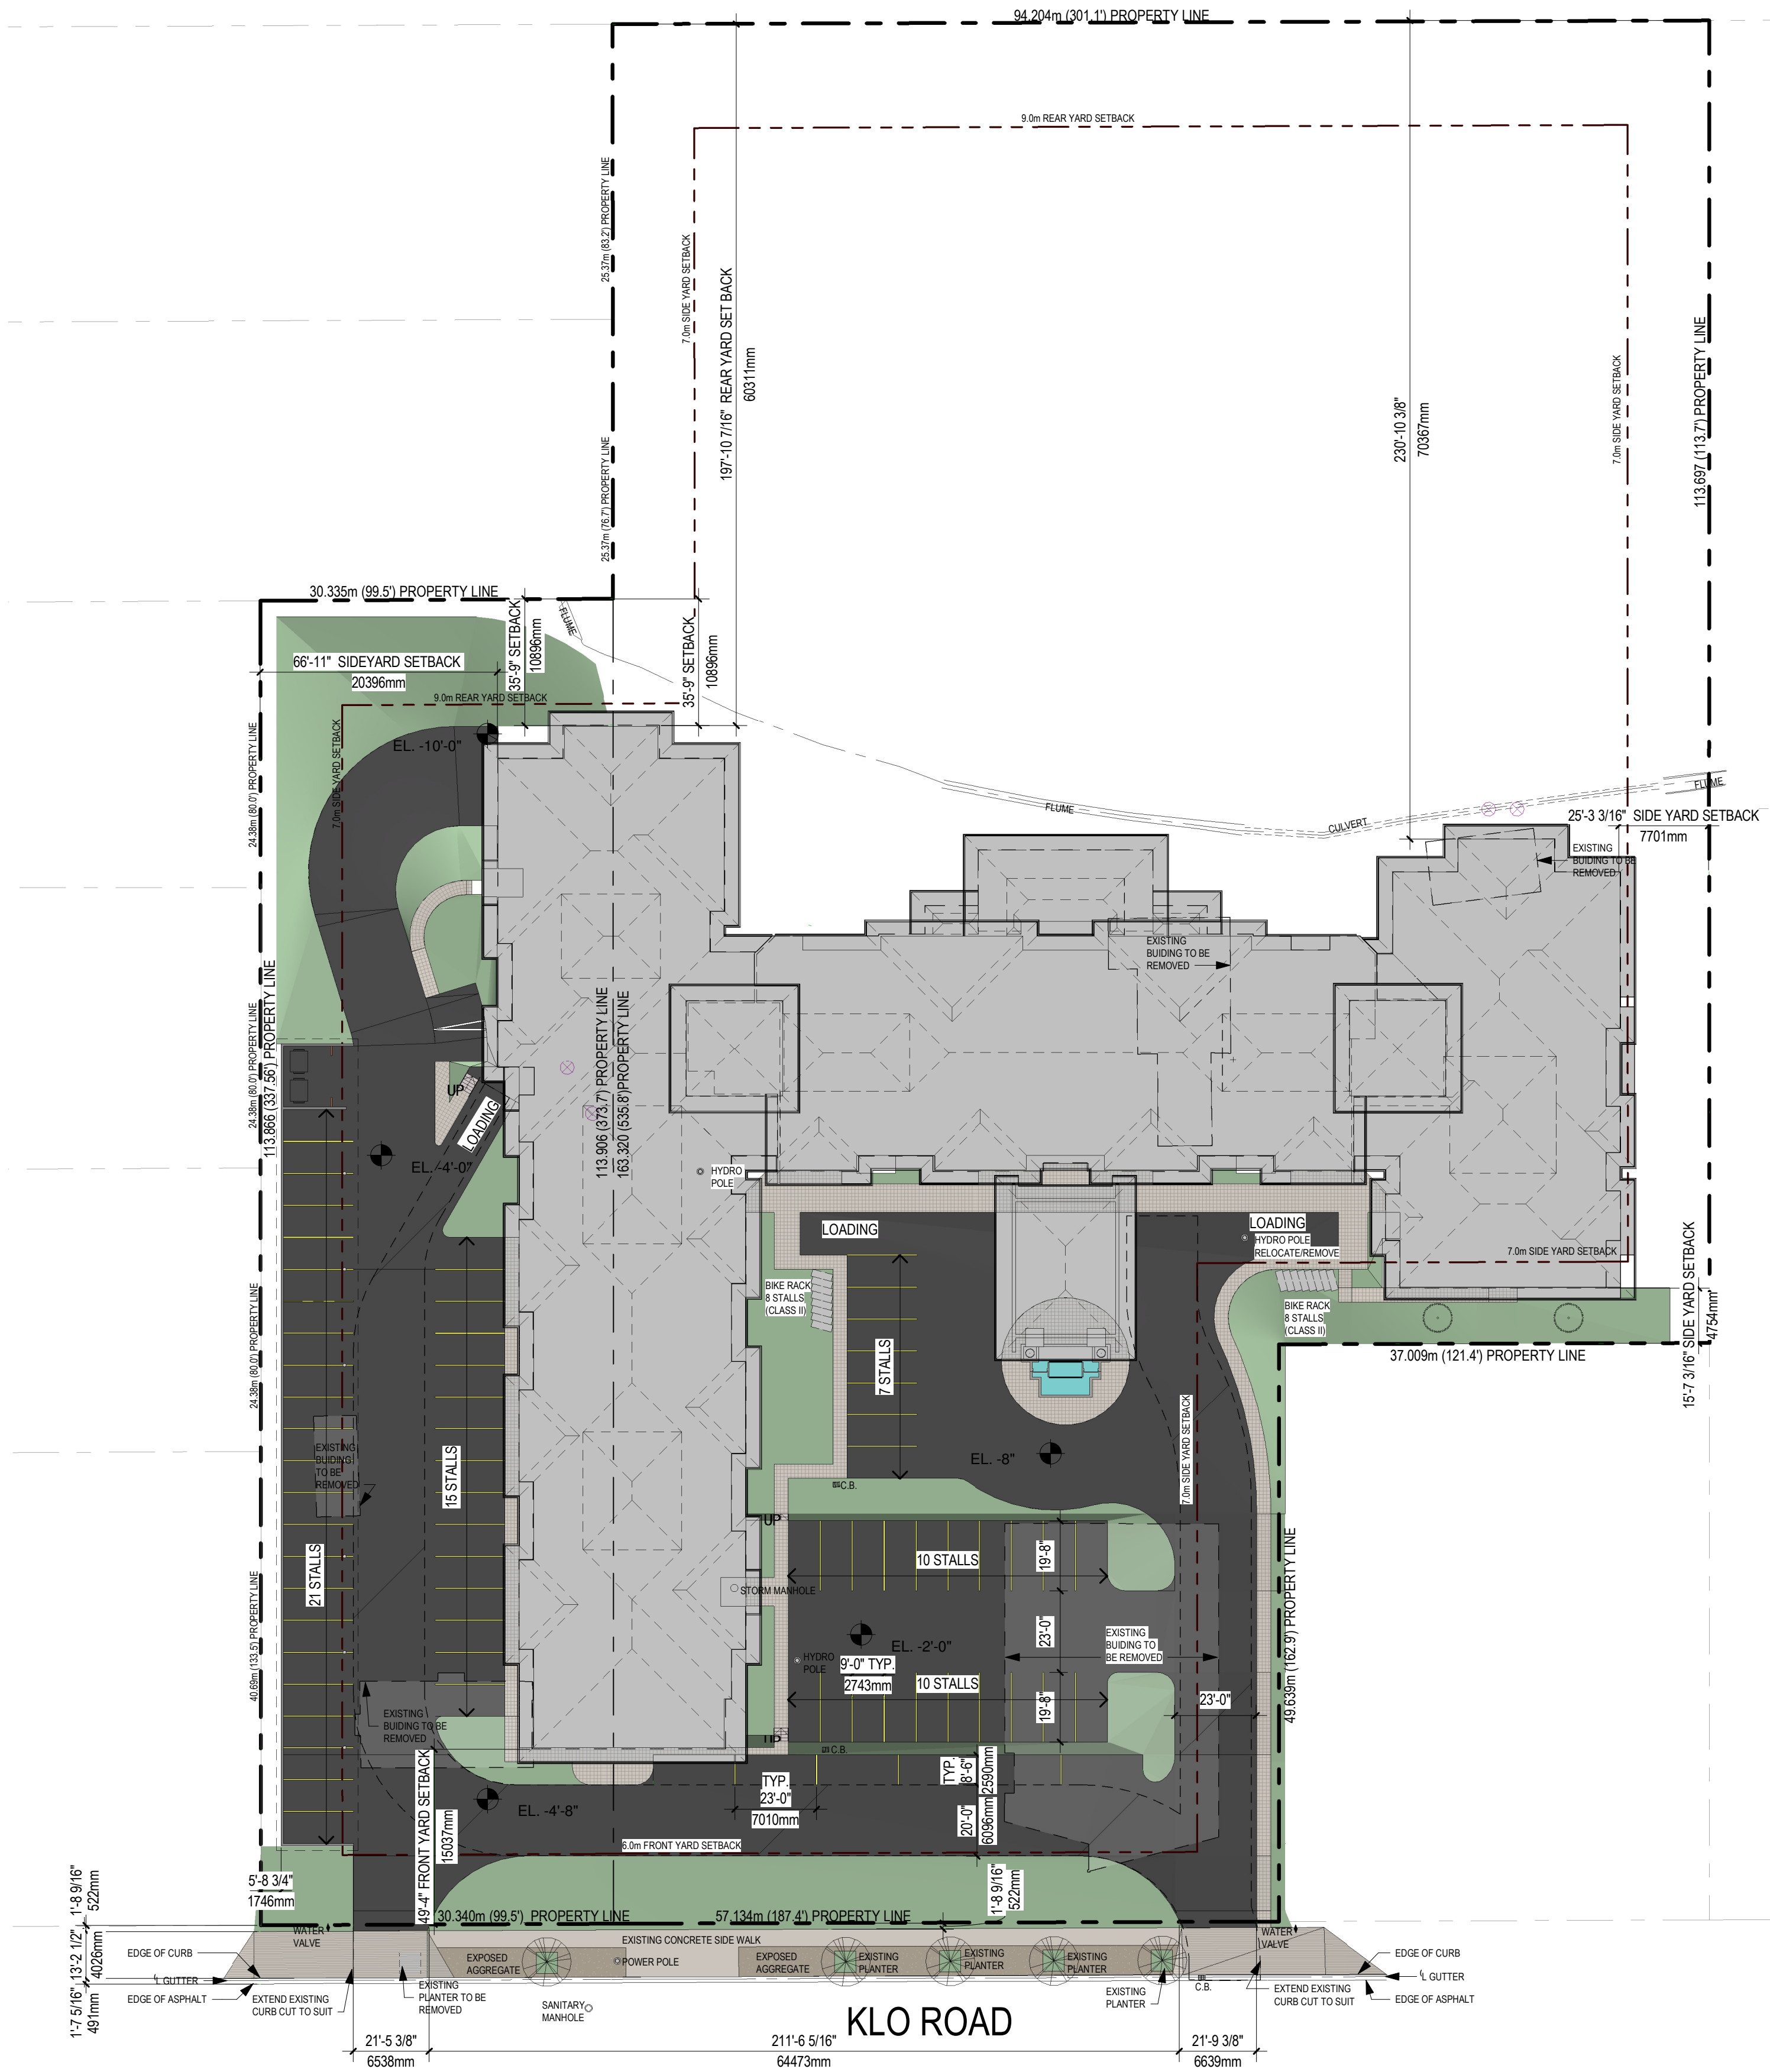 94.204m (301.1') PROPERTY LINE
9.0m REAR YARD SETBACK
25.37m (83.2') PROPERTY LINE
7.0m SIDE YARD SETBACK
197'-10 7/16" REAR YARD SET BACK
60311mm
230'-10 3/8"
70367mm
7.0m SIDE YARD SETBACK
113.697 (113.7') PROPERTY LINE
25.37m (76.7') PROPERTY LINE
30.335m (99.5') PROPERTY LINE
FLUME
35'-9" SETBACK
10896mm
35'-9" SETBACK
10896mm
66'-11" SIDEYARD SETBACK
20396mm
9.0m REAR YARD SETBACK
24.38m (80.0') PROPERTY LINE
7.0m SIDE YARD SETBACK
EL. -10'-0"
FLUME
CULVERT
FLUME
25'-3 3/16" SIDE YARD SETBACK
7701mm
EXISTING
BUIDING TO BE
REMOVED
EXISTING
BUIDING TO BE
REMOVED
24.38m (80.0') PROPERTY LINE
113.866 (337.56') PROPERTY LINE
113.906 (373.7') PROPERTY LINE
163.320 (535.8')PROPERTY LINE
UP
LOADING
EL. -4'-0"
HYDRO
POLE
LOADING
LOADING
HYDRO POLE
RELOCATE/REMOVE
7.0m SIDE YARD SETBACK
BIKE RACK
8 STALLS
(CLASS II)
BIKE RACK
8 STALLS
(CLASS II)
15'-7 3/16" SIDE YARD SETBACK
4754mm
37.009m (121.4') PROPERTY LINE
24.38m (80.0') PROPERTY LINE
7 STALLS
7.0m SIDE YARD SETBACK
EXISTING
BUIDING
TO BE
REMOVED
15 STALLS
EL. -8"
C.B.
UP
21 STALLS
10 STALLS
19'-8"
STORM MANHOLE
49.639m (162.9') PROPERTY LINE
40.69m (133.5') PROPERTY LINE
EL. -2'-0"
23'-0"
EXISTING
BUIDING TO
BE REMOVED
HYDRO
POLE
9'-0" TYP.
2743mm
10 STALLS
19'-8"
23'-0"
EXISTING
BUIDING TO BE
REMOVED
UP
C.B.
49'-4" FRONT YARD SETBACK
15037mm
EL. -4'-8"
TYP.
23'-0"
7010mm
TYP.
8'-6"
2590mm
20'-0"
6096mm
6.0m FRONT YARD SETBACK
5'-8 3/4"
1746mm
1'-8 9/16"
522mm
1'-8 9/16"
522mm
30.340m (99.5') PROPERTY LINE
57.134m (187.4') PROPERTY LINE
WATER
VALVE
EXISTING CONCRETE SIDE WALK
WATER
VALVE
13'-2 1/2"
4026mm
EDGE OF CURB
EXPOSED
AGGREGATE
POWER POLE
EXPOSED
AGGREGATE
EXISTING
PLANTER
EXISTING
PLANTER
EXISTING
PLANTER
EDGE OF CURB
℄ GUTTER
℄ GUTTER
1'-7 5/16"
491mm
EDGE OF ASPHALT
EXTEND EXISTING
CURB CUT TO SUIT
EXISTING
PLANTER TO BE
REMOVED
SANITARY
MANHOLE
EXISTING
PLANTER
C.B.
EXTEND EXISTING
CURB CUT TO SUIT
EDGE OF ASPHALT
KLO ROAD
21'-5 3/8"
6538mm
211'-6 5/16"
64473mm
21'-9 3/8"
6639mm